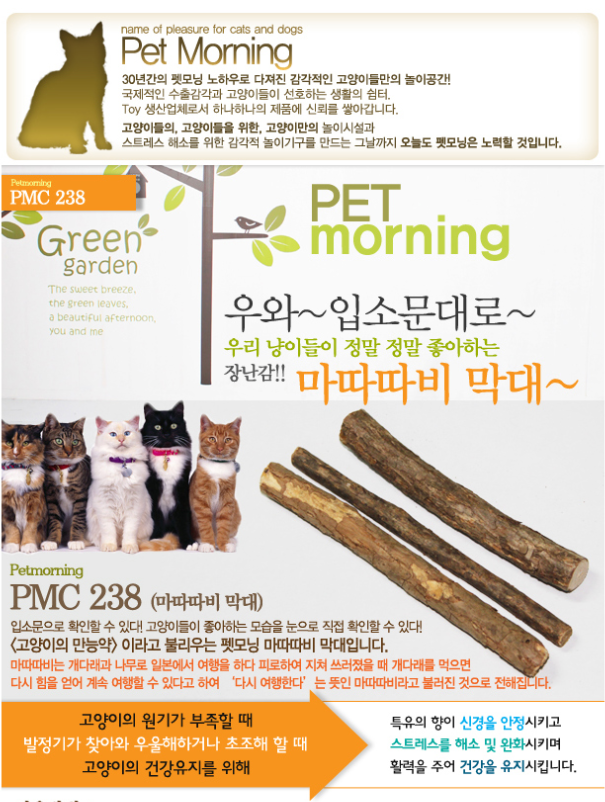 name of pleasure for cats and dogs
Pet Morning
30년간의 펫모닝 노하우로 다져진 감각적인 고양이들만의 놀이공간!
국제적인 수출감각과 고양이들이 선호하는 생활의 쉼터.
Toy 생산업체로서 하나하나의 제품에 신뢰를 쌓아갑니다.
고양이들의, 고양이들을 위한, 고양이만의 놀이시설과
스트레스 해소를 위한 감각적 놀이기구를 만드는 그날까지 오늘도 펫모닝은 노력할 것입니다.
Petmorning
PMC 238
Green
garden
The sweet breeze,
the green leaves,
a beautiful afternoon,
you and me
PET
morning
우와~입소문대로~
우리 냥이들이 정말 정말 좋아하는
장난감!! 마따따비 막대~
Petmorning
PMC 238 (마따따비 막대)
입소문으로 확인할 수 있다! 고양이들이 좋아하는 모습을 눈으로 직접 확인할 수 있다!
<고양이의 만능약> 이라고 불리우는 펫모닝 마따따비 막대입니다.
마따따비는 개다래과 나무로 일본에서 여행을 하다 피로하여 지쳐 쓰러졌을 때 개다래를 먹으면
다시 힘을 얻어 계속 여행할 수 있다고 하여 ‘다시 여행한다’ 는 뜻인 마따따비라고 불러진 것으로 전해집니다.
고양이의 원기가 부족할 때
발정기가 찾아와 우울해하거나 초조해 할 때
고양이의 건강유지를 위해
특유의 향이 신경을 안정시키고
스트레스를 해소 및 완화시키며
활력을 주어 건강을 유지시킵니다.